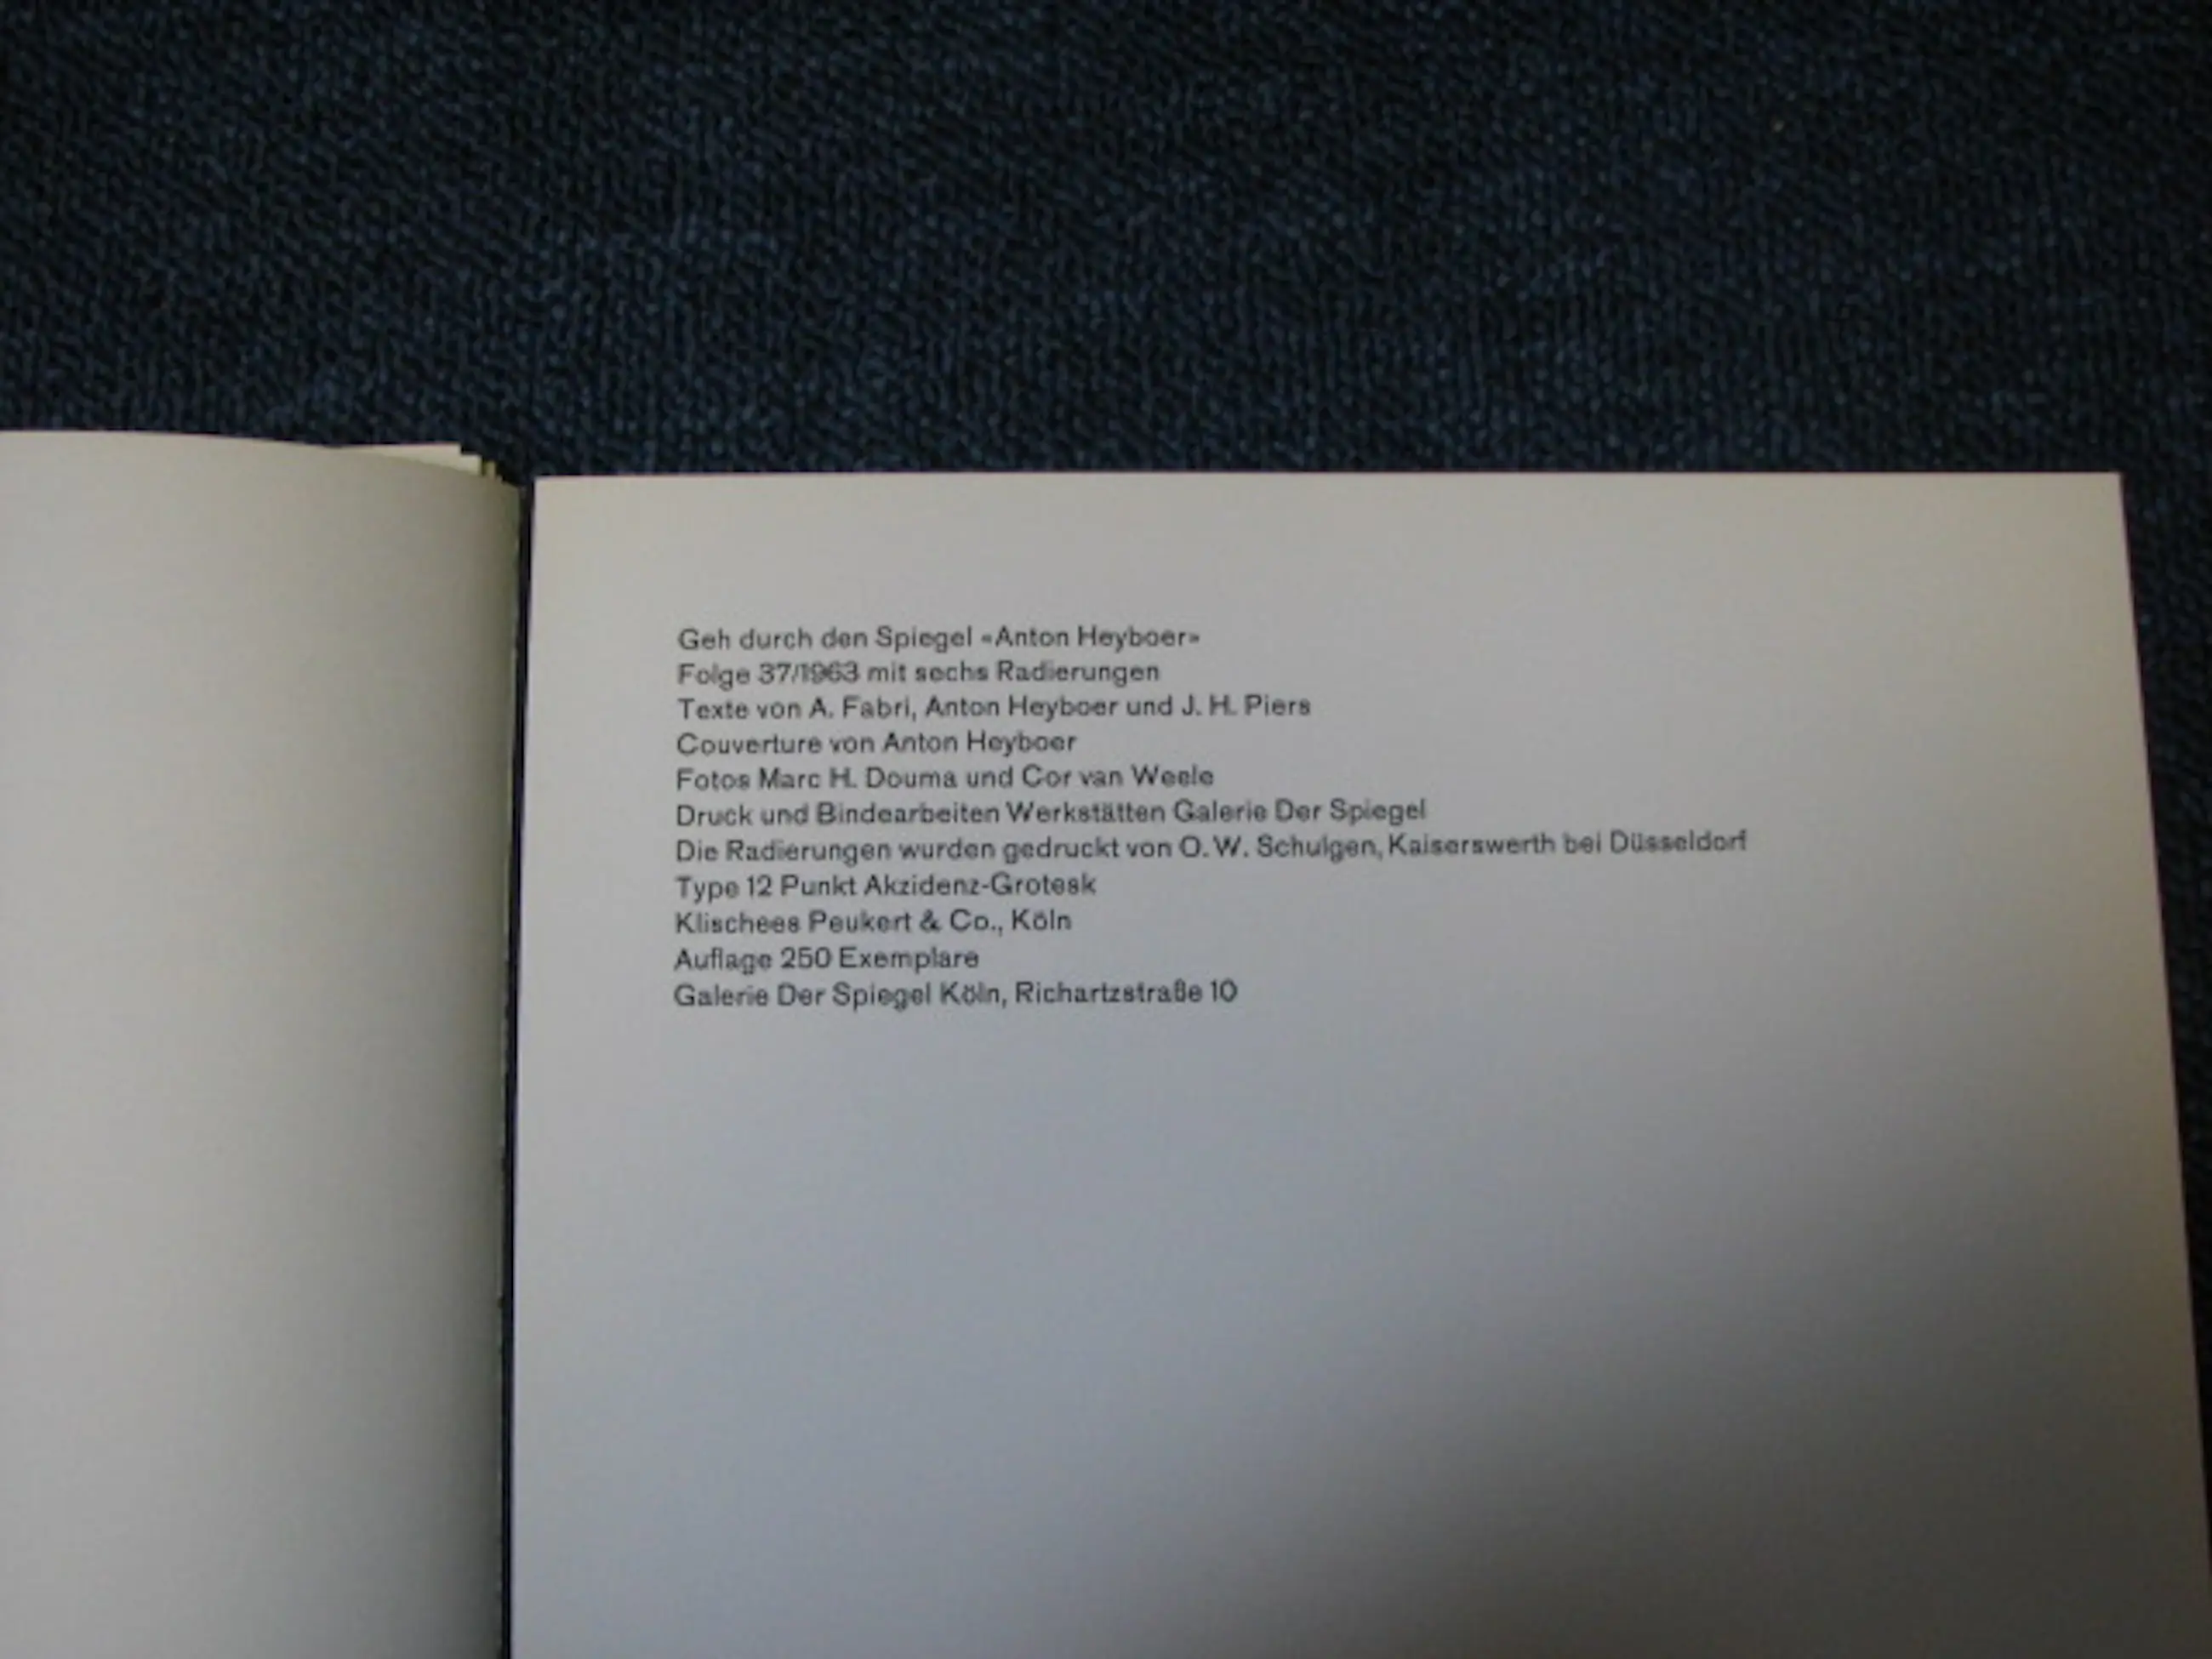 Geh durch den Spiegel «Anton Heyboer»
Folge 37/1963 mit sechs Radierungen
Texte von A. Fabri, Anton Heyboer und J. H. Piers
Couverture von Anton Heyboer
Fotos Marc H. Douma und Cor van Weele
Druck und Bindearbeiten Werkstätten Galerie Der Spiegel
Die Radierungen wurden gedruckt von O. W. Schulgen, Kaiserswerth bei Düsseldorf
Type 12 Punkt Akzidenz-Grotesk
Klischees Peukert & Co., Köln
Auflage 250 Exemplare
Galerie Der Spiegel Köln, Richartzstraße 10